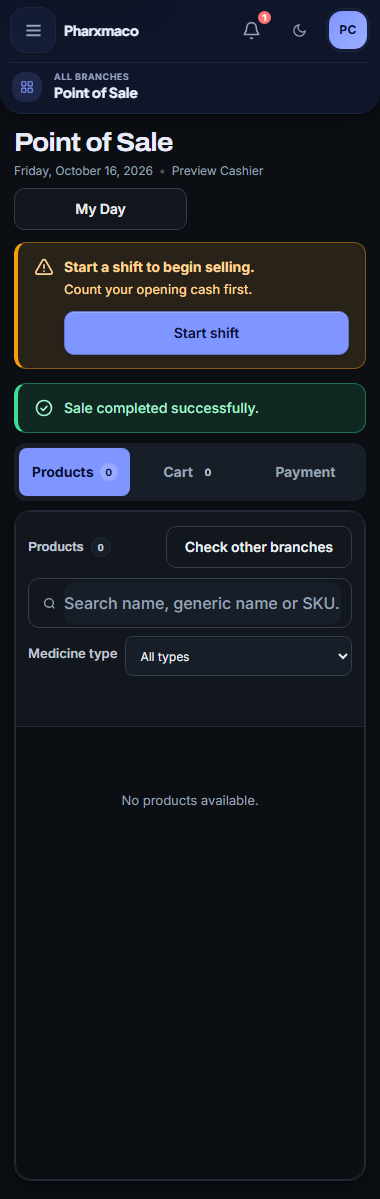 Pharxmaco
1
PC
ALL BRANCHES
Point of Sale
Point of Sale
Friday, October 16, 2026 • Preview Cashier
My Day
Start a shift to begin selling.
Count your opening cash first.
Start shift
Sale completed successfully.
Products 0 Cart 0 Payment
Products 0 Check other branches
Search name, generic name or SKU.
Medicine type All types
No products available.